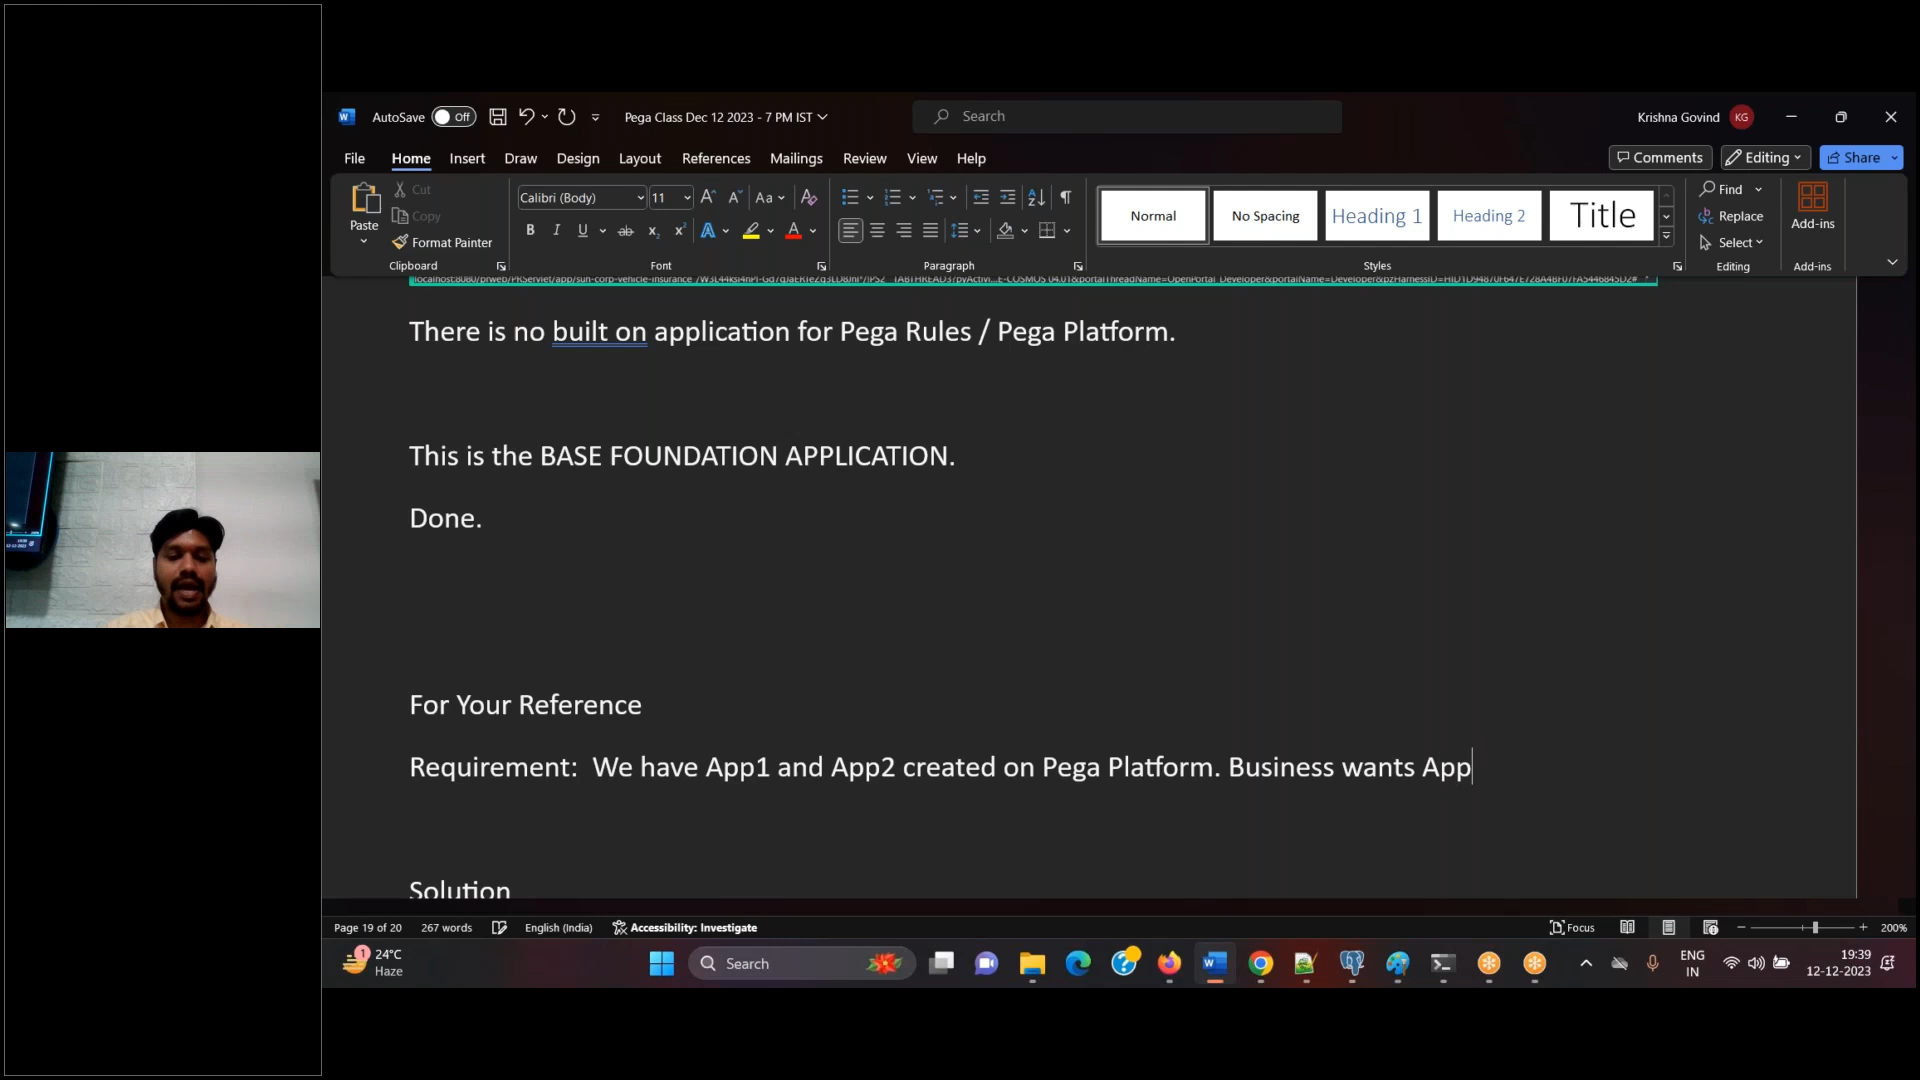 AutoSave Off Pega Class Dec 12 2023 - 7 PM IST Search Krishna Govind KG
File Home Insert Draw Design Layout References Mailings Review View Help Comments Editing Share
Paste Cut Copy Format Painter Clipboard
Calibri (Body) 11 Aa Font
Paragraph
Normal No Spacing Heading 1 Heading 2 Title Styles
Find Replace Select Editing
Add-ins Add-ins
There is no built on application for Pega Rules / Pega Platform.
This is the BASE FOUNDATION APPLICATION.
Done.
For Your Reference
Requirement: We have App1 and App2 created on Pega Platform. Business wants App
Solution
Page 19 of 20 267 words English (India) Accessibility: Investigate Focus 200%
1 24°C Haze Search ENG IN 19:39 12-12-2023